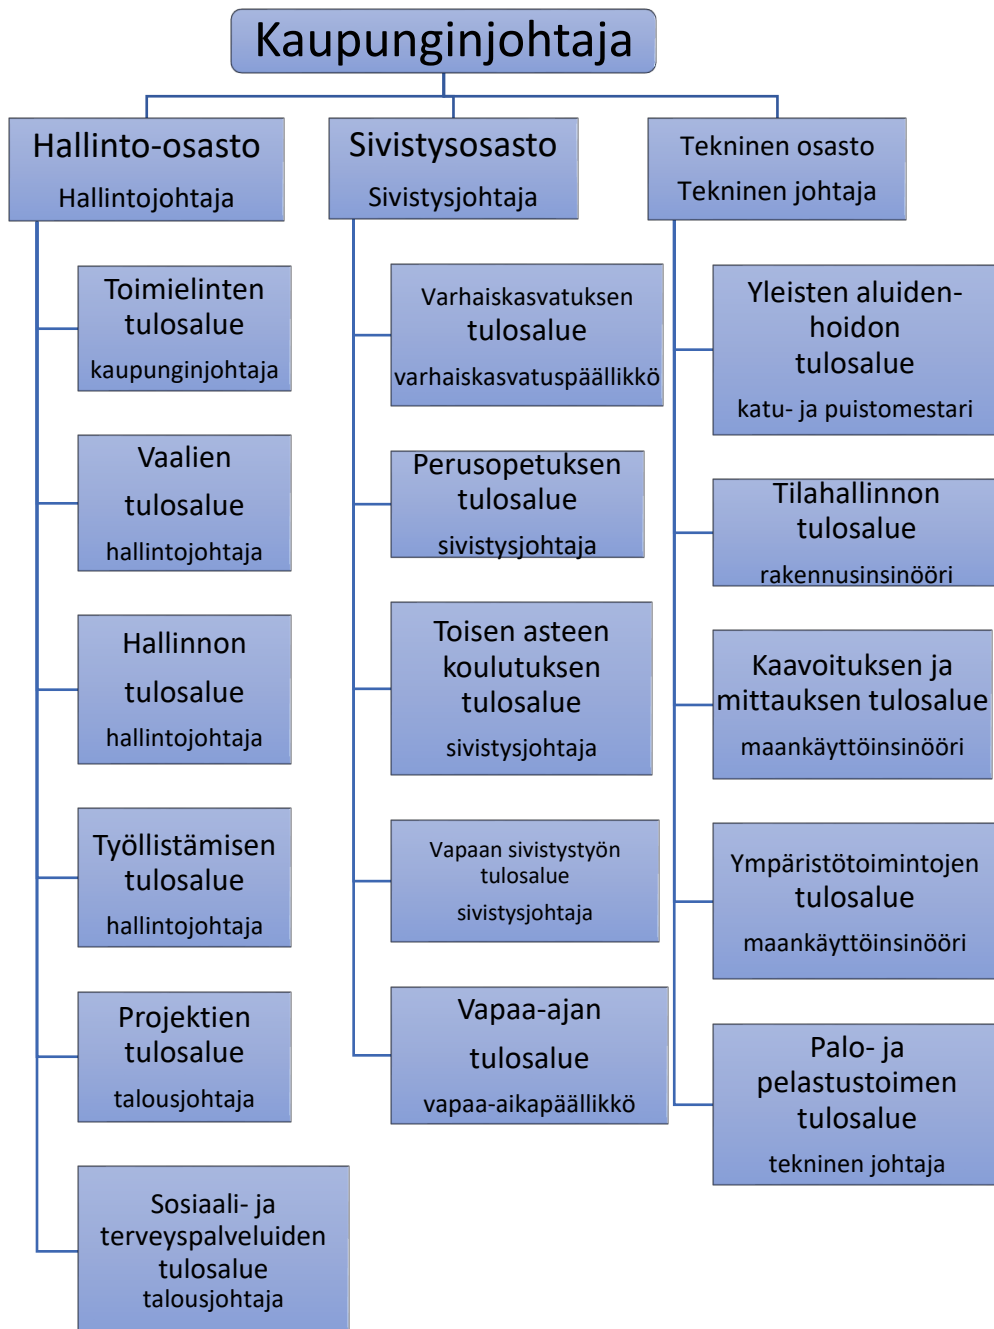 Kaupunginjohtaja
Hallinto-osasto
Hallintojohtaja
Toimielinten
tulosalue
kaupunginjohtaja
Vaalien
tulosalue
hallintojohtaja
Hallinnon
tulosalue
hallintojohtaja
Työllistämisen
tulosalue
hallintojohtaja
Projektien
tulosalue
talousjohtaja
Sosiaali- ja
terveyspalveluiden
tulosalue
talousjohtaja
Sivistysosasto
Sivistysjohtaja
Varhaiskasvatuksen
tulosalue
varhaiskasvatuspäällikkö
Perusopetuksen
tulosalue
sivistysjohtaja
Toisen asteen
koulutuksen
tulosalue
sivistysjohtaja
Vapaan sivistystyön
tulosalue
sivistysjohtaja
Vapaa-ajan
tulosalue
vapaa-aikapäällikkö
Tekninen osasto
Tekninen johtaja
Yleisten aluiden-
hoidon
tulosalue
katu- ja puistomestari
Tilahallinnon
tulosalue
rakennusinsinööri
Kaavoituksen ja
mittauksen tulosalue
maankäyttöinsinööri
Ympäristötoimintojen
tulosalue
maankäyttöinsinööri
Palo- ja
pelastustoimen
tulosalue
tekninen johtaja